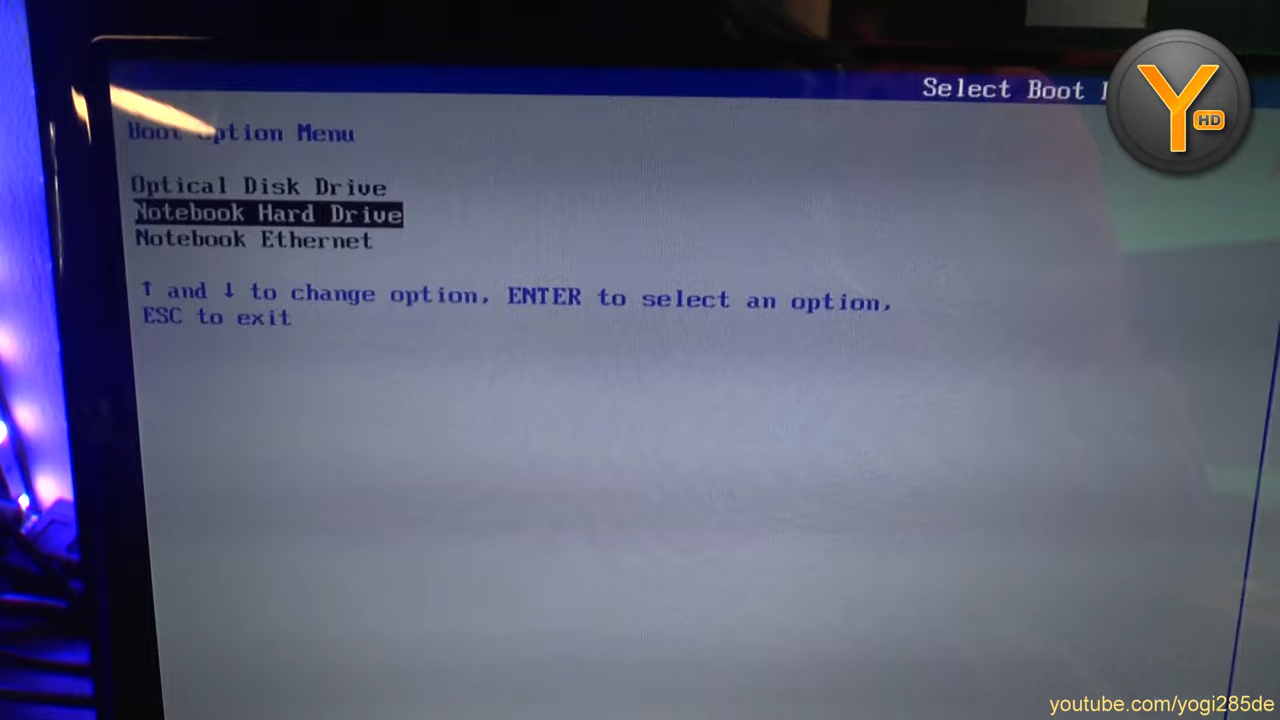 Select Boot
Boot Option Menu
Optical Disk Drive
Notebook Hard Drive
Notebook Ethernet
↑ and ↓ to change option, ENTER to select an option,
ESC to exit
Y HD
youtube.com/yogi285de